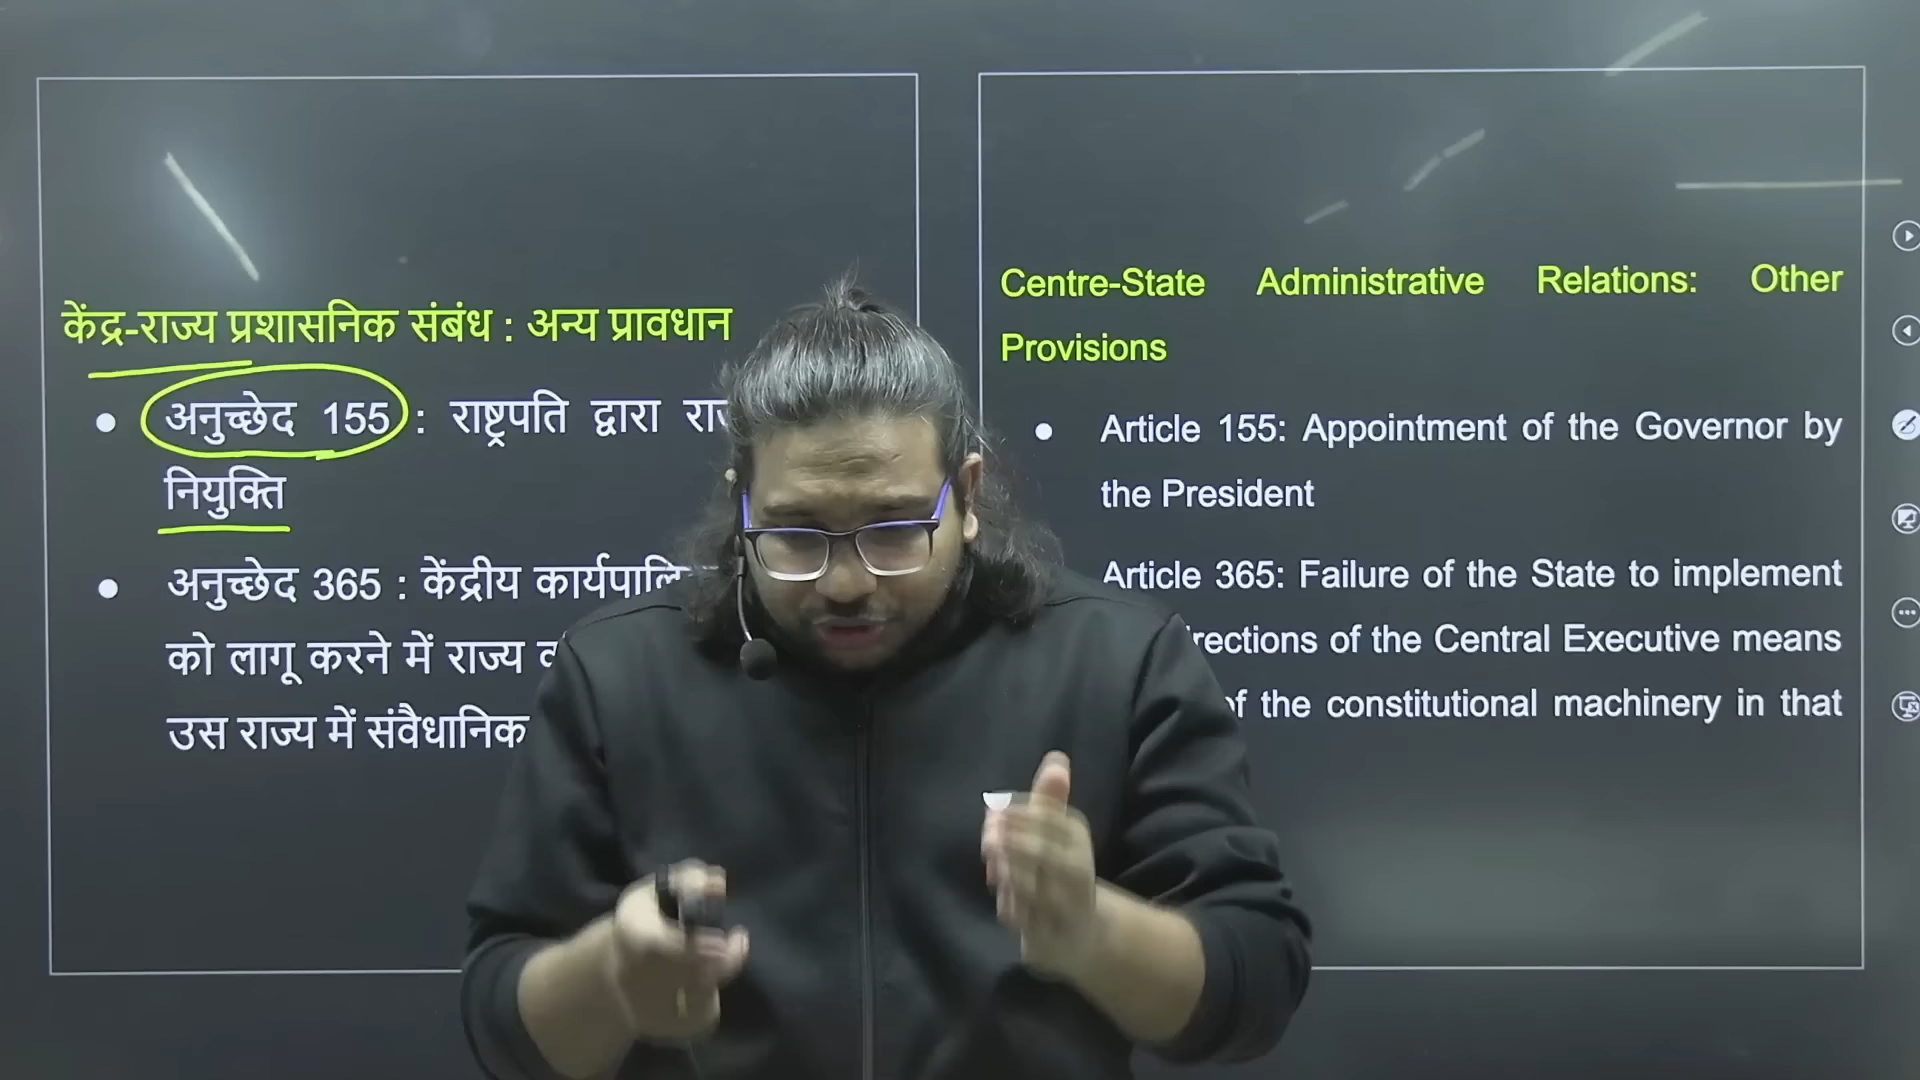 केंद्र-राज्य प्रशासनिक संबंध : अन्य प्रावधान
अनुच्छेद 155 : राष्ट्रपति द्वारा
नियुक्ति
अनुच्छेद 365 : केंद्रीय
को लागू करने में राज्य
उस राज्य में संवैधानिक
Centre-State Administrative Relations: Other
Provisions
Article 155: Appointment of the Governor by
the President
Article 365: Failure of the State to implement
of the Central Executive means
of the constitutional machinery in that